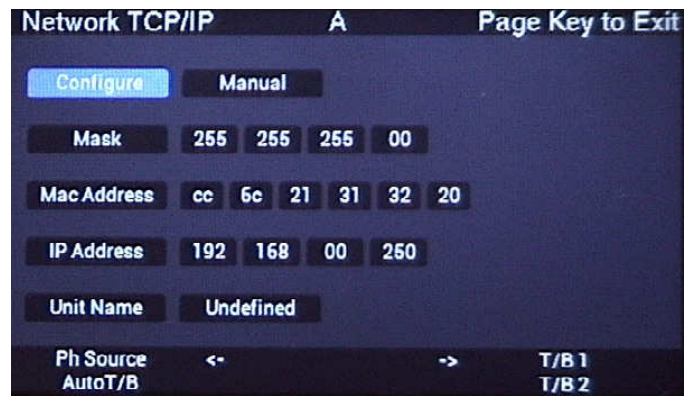 Network TCP/IP A Page Key to Exit
Configure Manual
Mask 255 255 255 00
Mac Address cc 6c 21 31 32 20
IP Address 192 168 00 250
Unit Name Undefined
Ph Source <- -> T/B 1
AutoT/B T/B 2